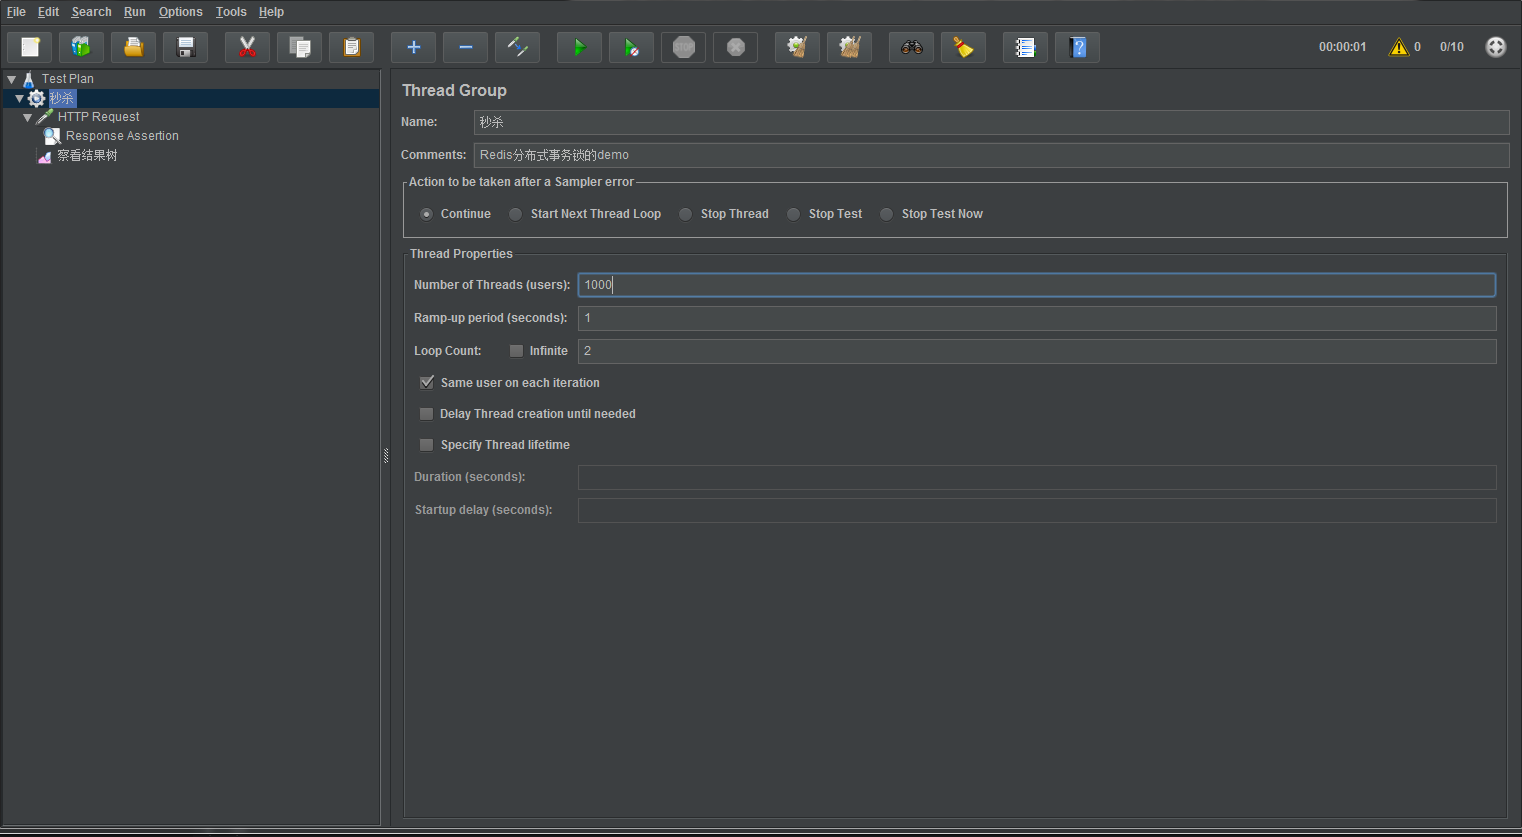 File Edit Search Run Options Tools Help
STOP
00:00:01 0 0/10
Test Plan
秒杀
HTTP Request
Response Assertion
察看结果树
Thread Group
Name: 秒杀
Comments: Redis分布式事务锁的demo
Action to be taken after a Sampler error
Continue Start Next Thread Loop Stop Thread Stop Test Stop Test Now
Thread Properties
Number of Threads (users): 1000
Ramp-up period (seconds): 1
Loop Count: Infinite 2
Same user on each iteration
Delay Thread creation until needed
Specify Thread lifetime
Duration (seconds):
Startup delay (seconds):